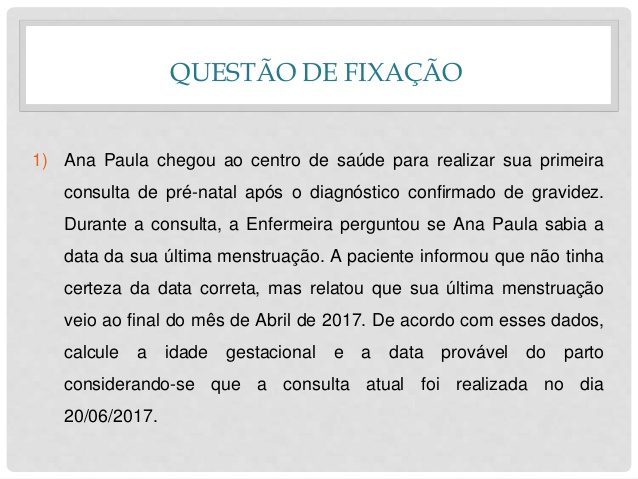 QUESTÃO DE FIXAÇÃO
1) Ana Paula chegou ao centro de saúde para realizar sua primeira
consulta de pré-natal após o diagnóstico confirmado de gravidez.
Durante a consulta, a Enfermeira perguntou se Ana Paula sabia a
data da sua última menstruação. A paciente informou que não tinha
certeza da data correta, mas relatou que sua última menstruação
veio ao final do mês de Abril de 2017. De acordo com esses dados,
calcule a idade gestacional e a data provável do parto
considerando-se que a consulta atual foi realizada no dia
20/06/2017.